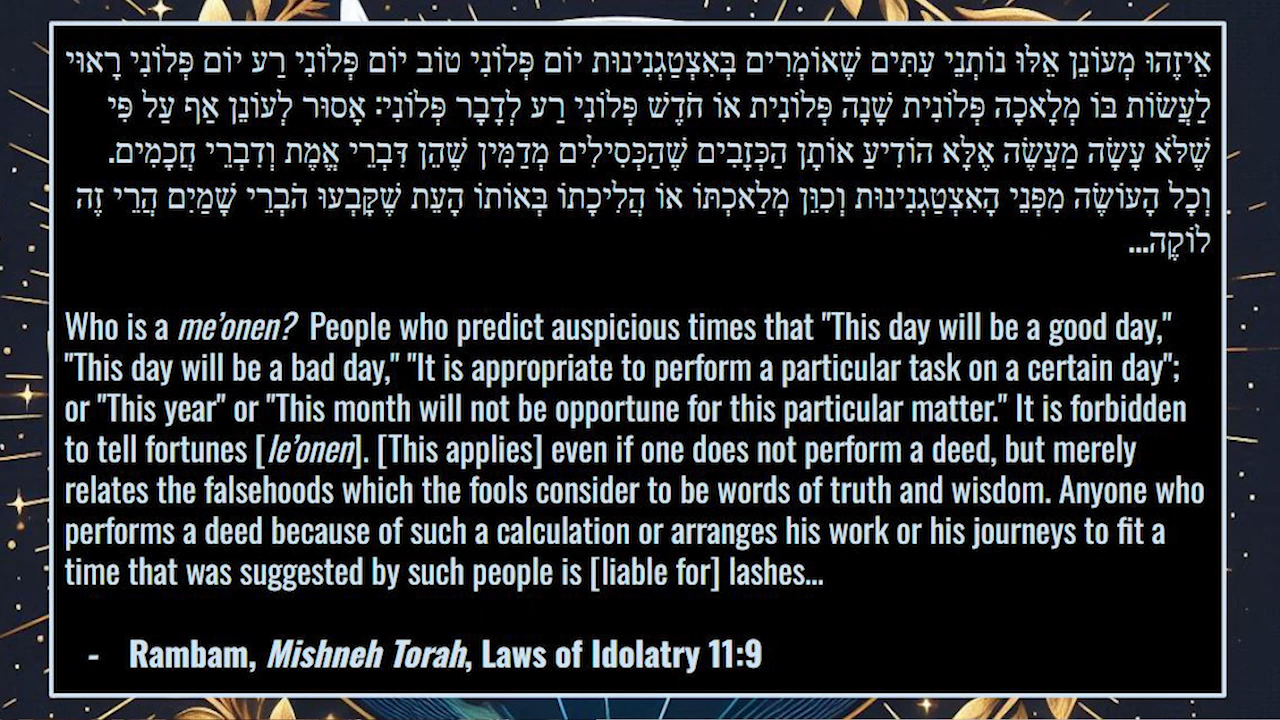 אֵיזֶהוּ מְעוֹנֵן אֵלּוּ נוֹתְנֵי עִתִּים שֶׁאוֹמְרִים בְּאִצְטַגְנִינוּת יוֹם פְּלוֹנִי טוֹב יוֹם פְּלוֹנִי רַע יוֹם פְּלוֹנִי רָאוּי
לַעֲשׂוֹת בּוֹ מְלָאכָה פְּלוֹנִית שָׁנָה פְּלוֹנִית אוֹ חֹדֶשׁ פְּלוֹנִי רַע לְדָבָר פְּלוֹנִי: אָסוּר לְעוֹנֵן אַף עַל פִּי
שֶׁלֹּא עָשָׂה מַעֲשֶׂה אֶלָּא הוֹדִיעַ אוֹתָן הַכְּזָבִים שֶׁהַכְּסִילִים מְדַמִּין שֶׁהֵן דִּבְרֵי אֱמֶת וְדִבְרֵי חֲכָמִים.
וְכָל הָעוֹשֶׂה מִפְּנֵי הָאִצְטַגְנִינוּת וְכִוֵּן מְלַאכְתּוֹ אוֹ הֲלִיכָתוֹ בְּאוֹתוֹ הָעֵת שֶׁקָּבְעוּ הֹבְרֵי שָׁמַיִם הֲרֵי זֶה
לוֹקֶה...
Who is a me’onen? People who predict auspicious times that "This day will be a good day,"
"This day will be a bad day," "It is appropriate to perform a particular task on a certain day";
or "This year" or "This month will not be opportune for this particular matter." It is forbidden
to tell fortunes [le’onen]. [This applies] even if one does not perform a deed, but merely
relates the falsehoods which the fools consider to be words of truth and wisdom. Anyone who
performs a deed because of such a calculation or arranges his work or his journeys to fit a
time that was suggested by such people is [liable for] lashes...
- Rambam, Mishneh Torah, Laws of Idolatry 11:9